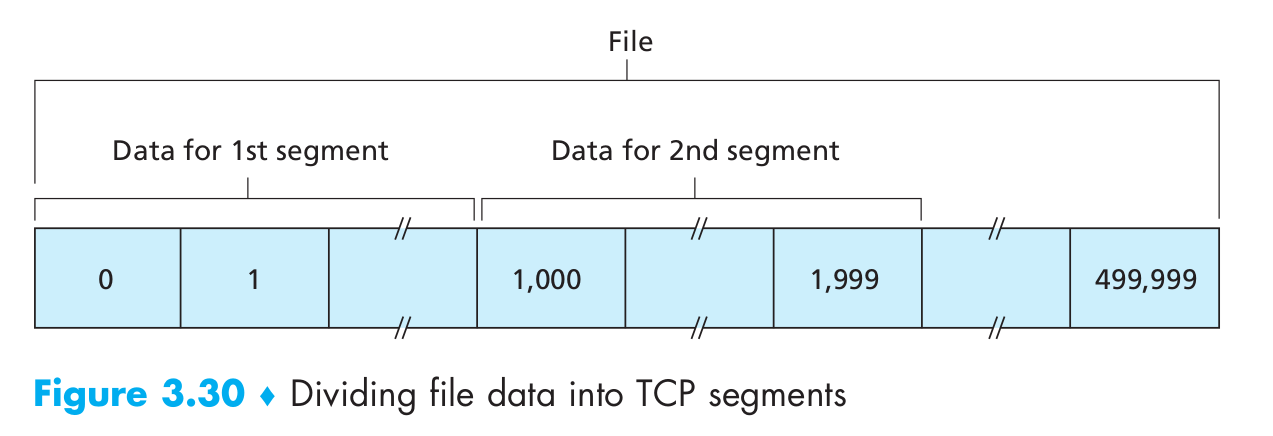 File
Data for 1st segment Data for 2nd segment
0 1 1,000 1,999 499,999
Figure 3.30 ♦ Dividing file data into TCP segments